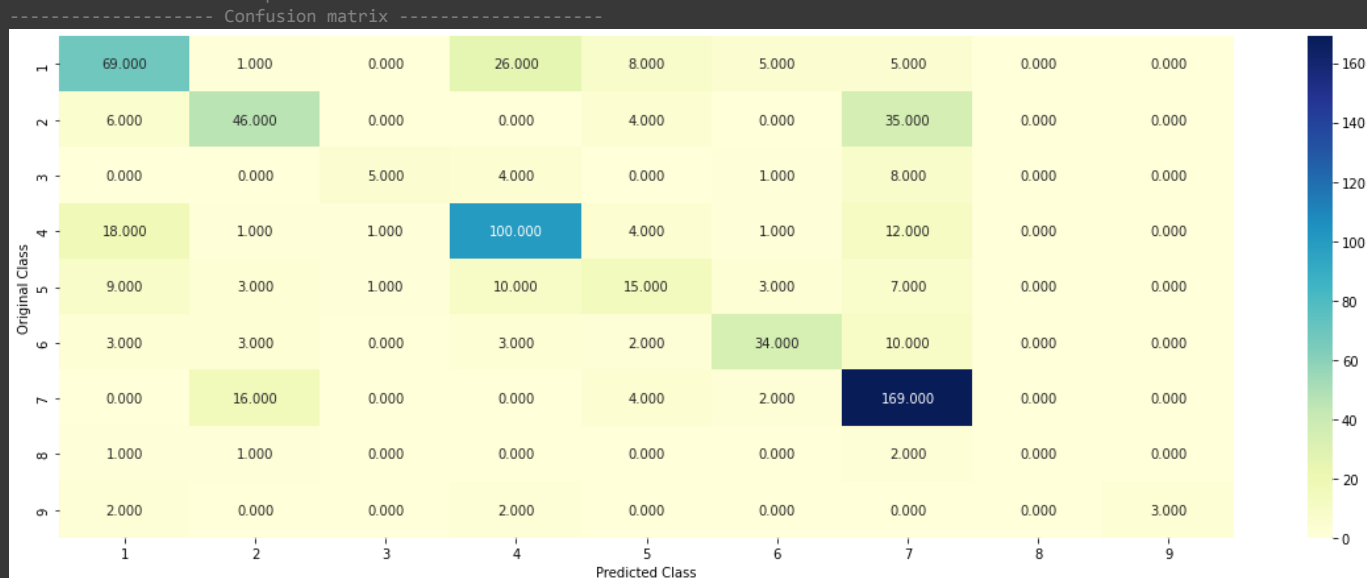 -------------------- Confusion matrix --------------------
1 69.000 1.000 0.000 26.000 8.000 5.000 5.000 0.000 0.000
2 6.000 46.000 0.000 0.000 4.000 0.000 35.000 0.000 0.000
3 0.000 0.000 5.000 4.000 0.000 1.000 8.000 0.000 0.000
4 18.000 1.000 1.000 100.000 4.000 1.000 12.000 0.000 0.000
5 9.000 3.000 1.000 10.000 15.000 3.000 7.000 0.000 0.000
6 3.000 3.000 0.000 3.000 2.000 34.000 10.000 0.000 0.000
7 0.000 16.000 0.000 0.000 4.000 2.000 169.000 0.000 0.000
8 1.000 1.000 0.000 0.000 0.000 0.000 2.000 0.000 0.000
9 2.000 0.000 0.000 2.000 0.000 0.000 0.000 0.000 3.000
Original Class
1 2 3 4 5 6 7 8 9
Predicted Class
160
140
120
100
80
60
40
20
0